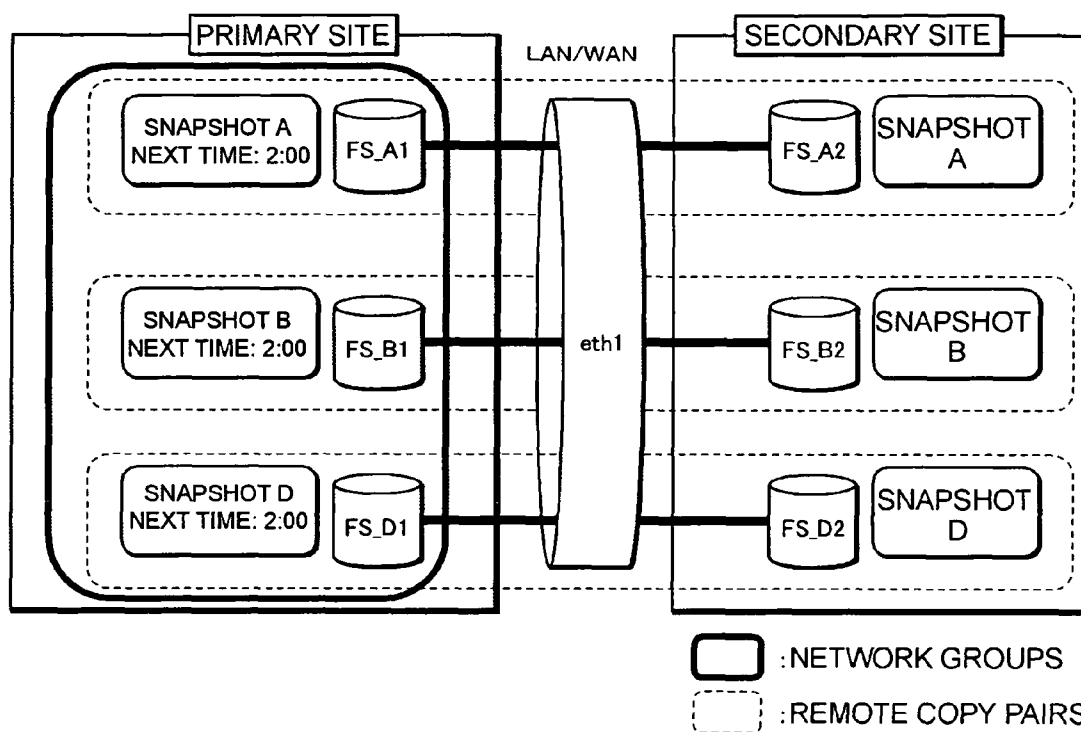 PRIMARY SITE
LAN/WAN
SECONDARY SITE
SNAPSHOT A
NEXT TIME: 2:00
FS_A1
FS_A2
SNAPSHOT
A
SNAPSHOT B
NEXT TIME: 2:00
FS_B1
eth1
FS_B2
SNAPSHOT
B
SNAPSHOT D
NEXT TIME: 2:00
FS_D1
FS_D2
SNAPSHOT
D
:NETWORK GROUPS
:REMOTE COPY PAIRS